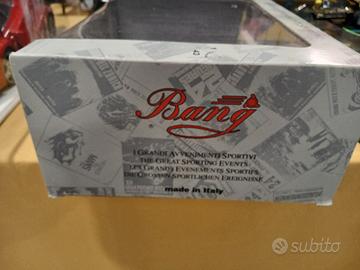 Bang
I GRANDI AVVENIMENTI SPORTIVI
THE GREAT SPORTING EVENTS
LES GRANDS EVENEMENTS SPORTIFS
DIE GROSSEN SPORTLICHEN EREIGNISSE
made in Italy
subito